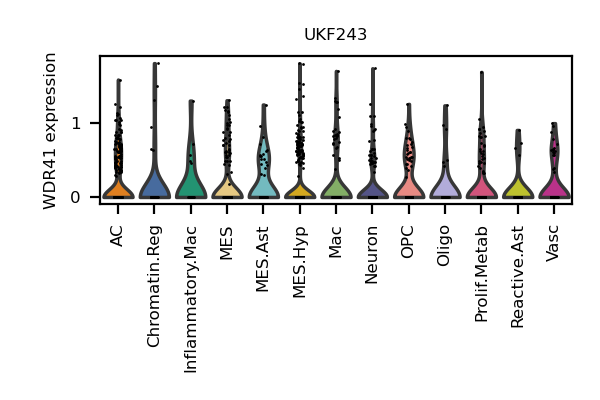 UKF243
WDR41 expression
1
0
AC
Chromatin.Reg
Inflammatory.Mac
MES
MES.Ast
MES.Hyp
Mac
Neuron
OPC
Oligo
Prolif.Metab
Reactive.Ast
Vasc